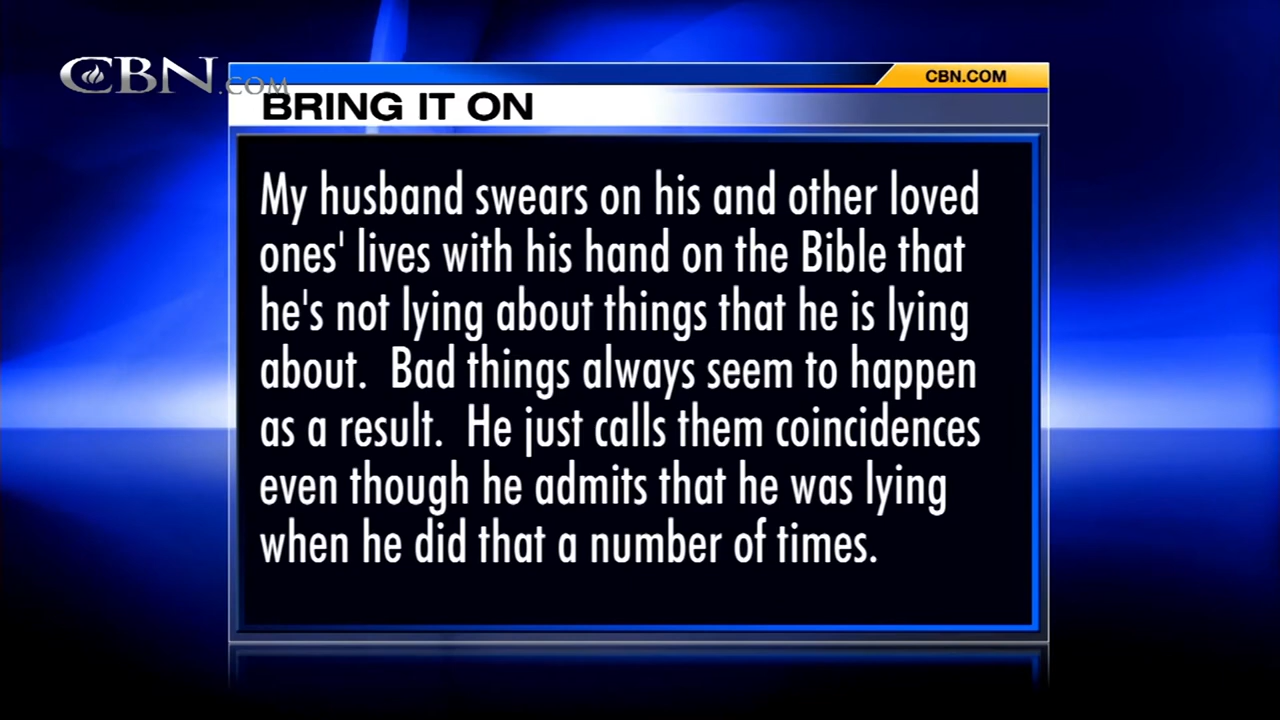 CBN.COM
CBN.COM
BRING IT ON
My husband swears on his and other loved
ones' lives with his hand on the Bible that
he's not lying about things that he is lying
about.  Bad things always seem to happen
as a result.  He just calls them coincidences
even though he admits that he was lying
when he did that a number of times.